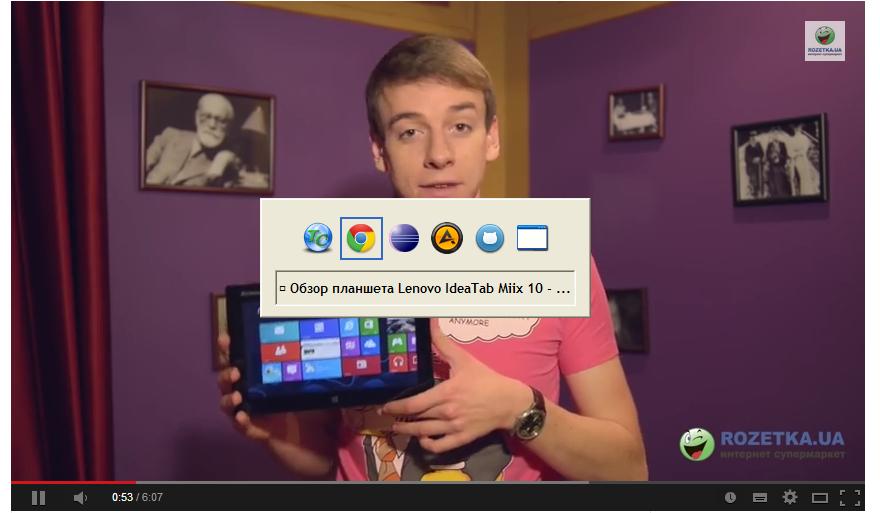 ROZETKA.UA
интернет супермаркет
TC
Обзор планшета Lenovo IdeaTab Miix 10 - ...
ANYMORE
ROZETKA.UA
интернет супермаркет
0:53 / 6:07